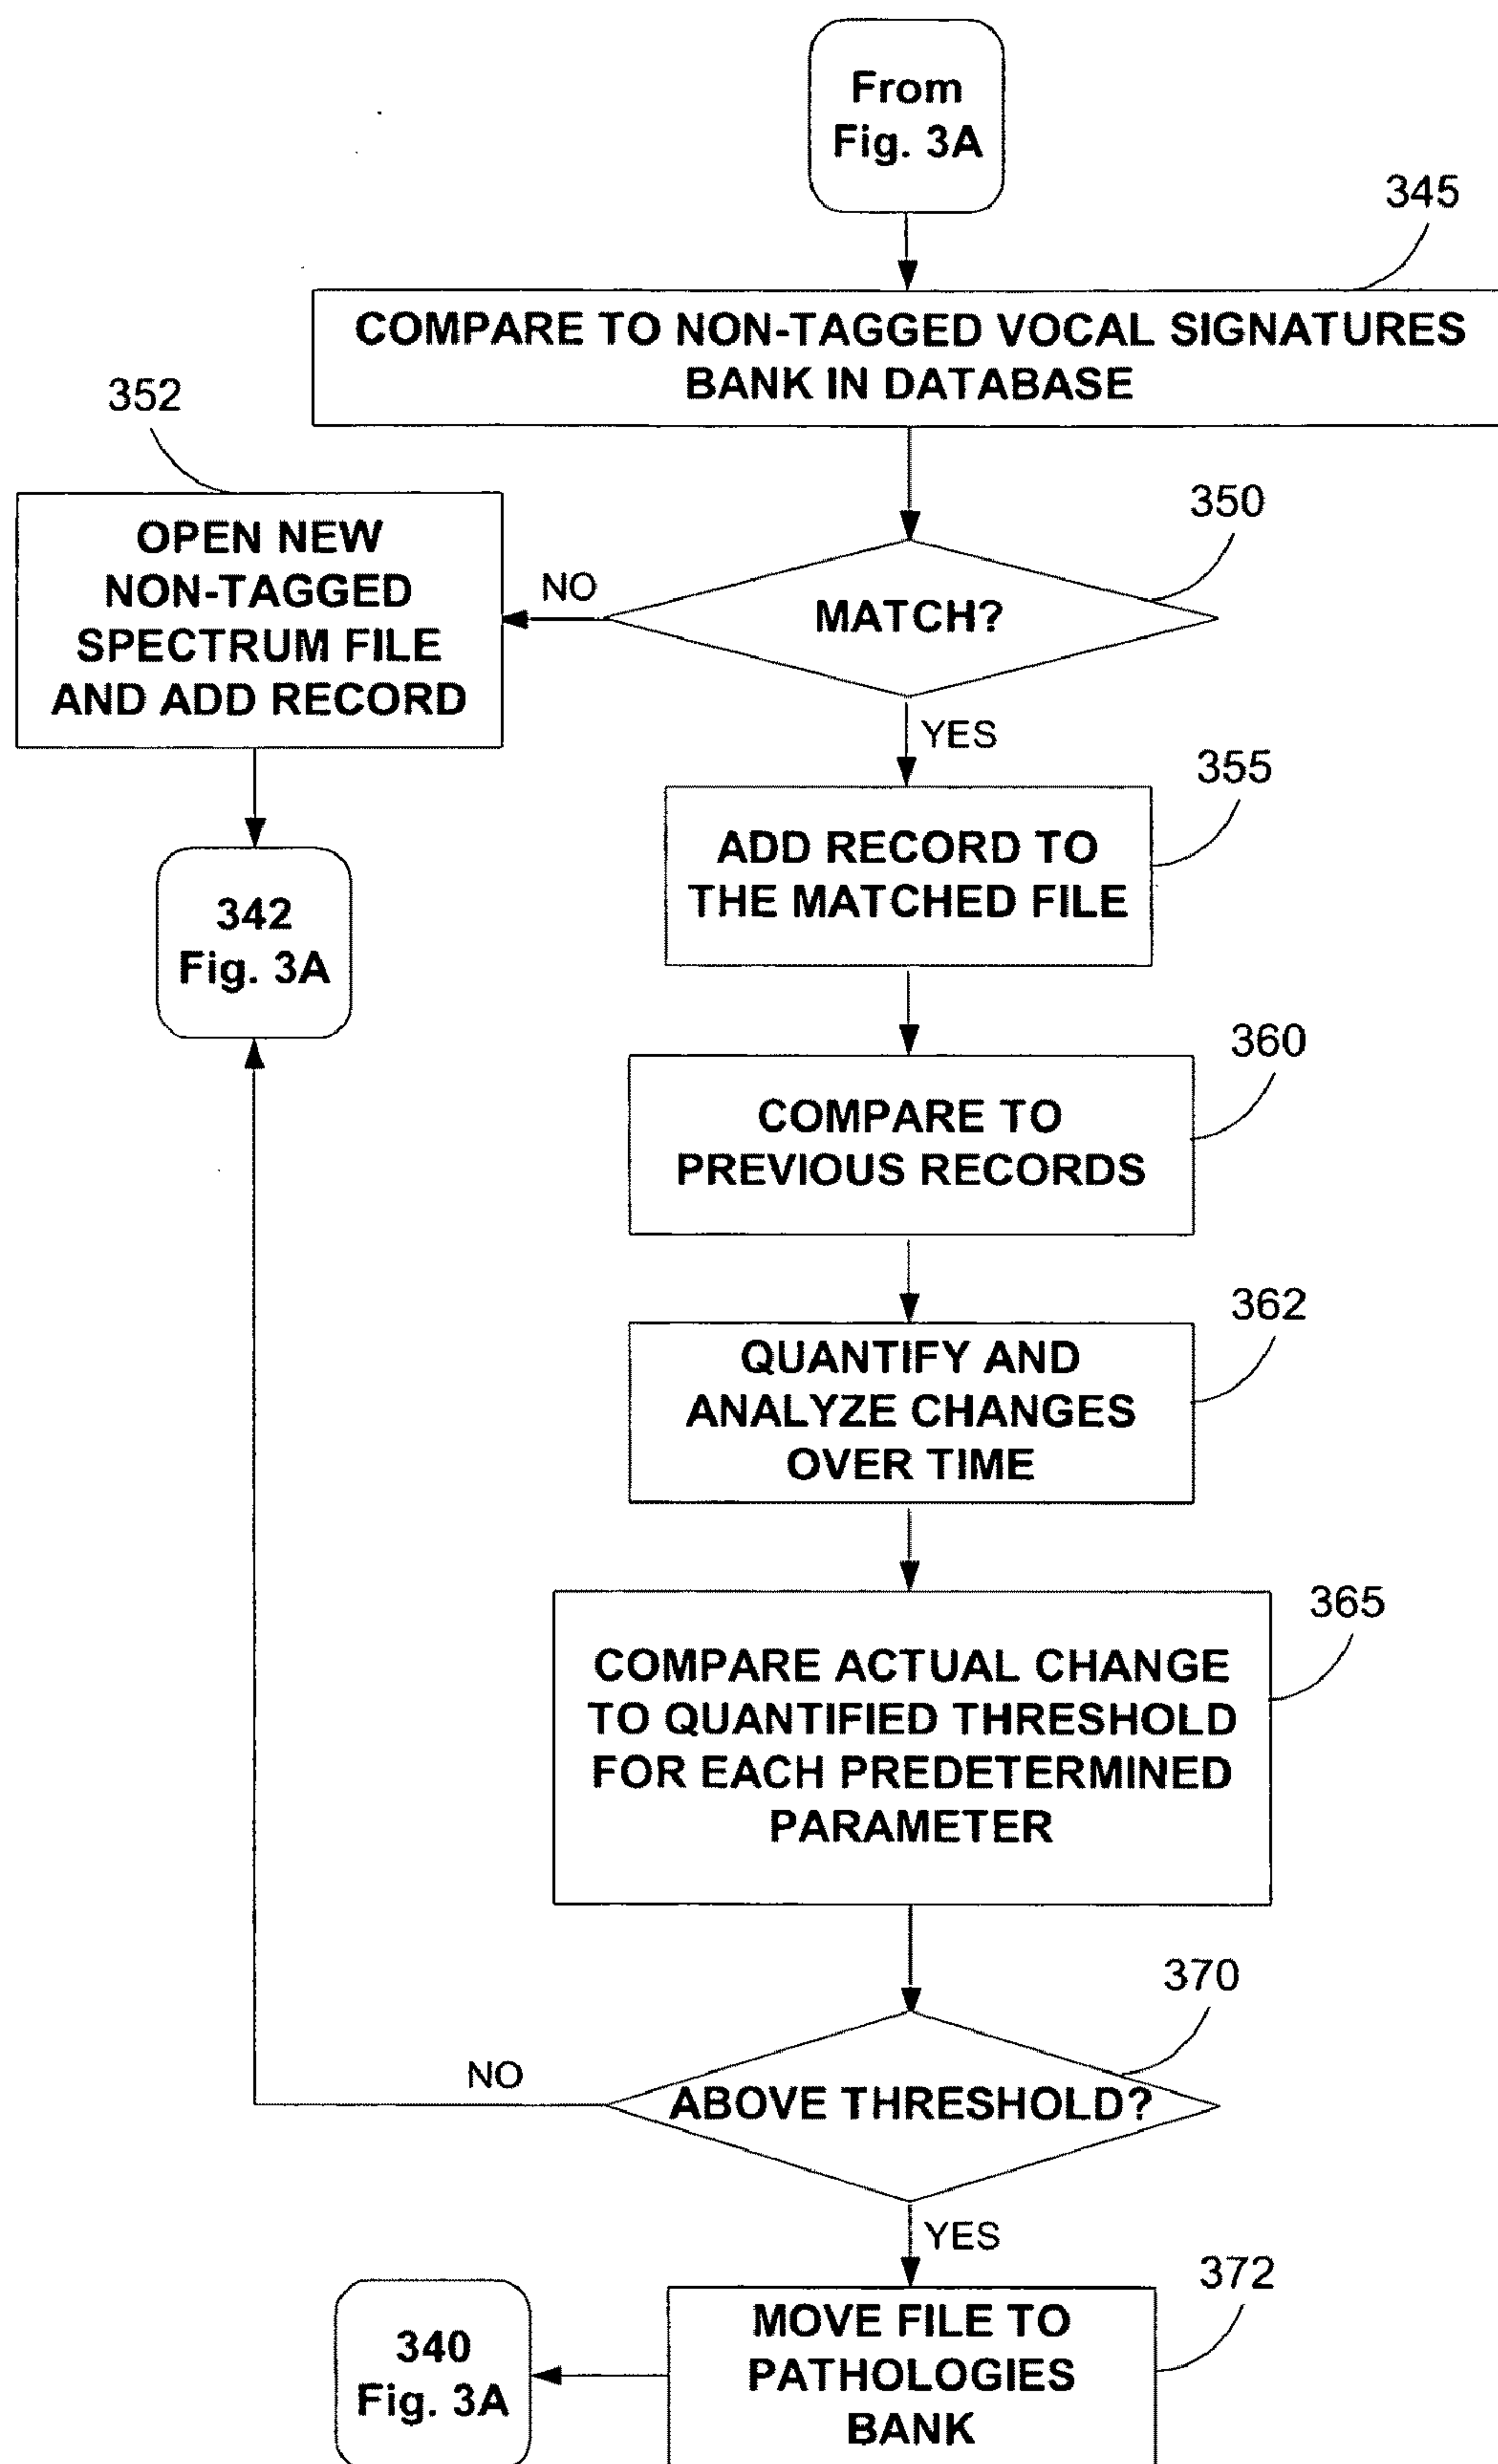 From
Fig. 3A
345
COMPARE TO NON-TAGGED VOCAL SIGNATURES
BANK IN DATABASE
352
OPEN NEW
NON-TAGGED
SPECTRUM FILE
AND ADD RECORD
350
NO
MATCH?
YES
355
ADD RECORD TO
THE MATCHED FILE
342
Fig. 3A
360
COMPARE TO
PREVIOUS RECORDS
362
QUANTIFY AND
ANALYZE CHANGES
OVER TIME
365
COMPARE ACTUAL CHANGE
TO QUANTIFIED THRESHOLD
FOR EACH PREDETERMINED
PARAMETER
370
NO
ABOVE THRESHOLD?
YES
372
MOVE FILE TO
PATHOLOGIES
BANK
340
Fig. 3A